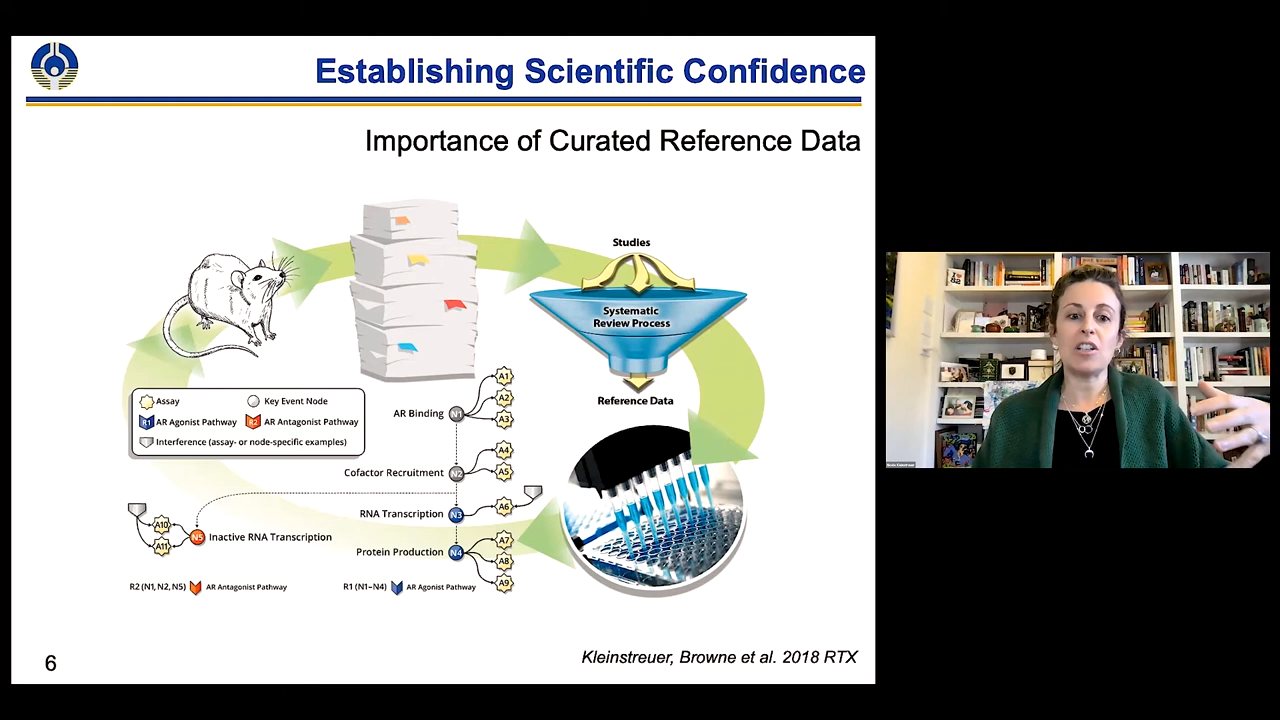 Establishing Scientific Confidence
Importance of Curated Reference Data
Studies
Systematic
Review Process
Reference Data
Assay
Key Event Node
R1 AR Agonist Pathway
R2 AR Antagonist Pathway
Interference (assay- or node-specific examples)
AR Binding
N1
A1
A2
A3
Cofactor Recruitment
N2
A4
A5
RNA Transcription
N3
A6
A10
A11
N5
Inactive RNA Transcription
Protein Production
N4
A7
A8
A9
R2 (N1, N2, N5)
AR Antagonist Pathway
R1 (N1–N4)
AR Agonist Pathway
6
Kleinstreuer, Browne et al. 2018 RTX